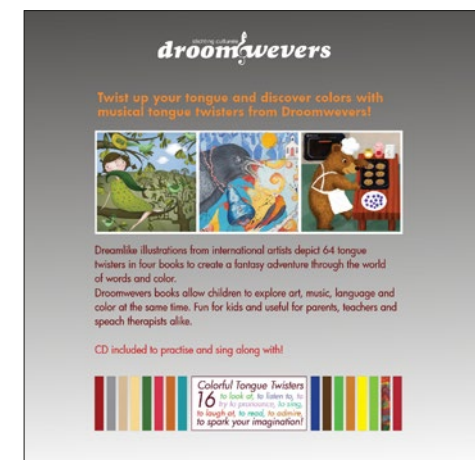 stichting culturele
droomwevers
Twist up your tongue and discover colors with
musical tongue twisters from Droomwevers!
Dreamlike illustrations from international artists depict 64 tongue
twisters in four books to create a fantasy adventure through the world
of words and color.
Droomwevers books allow children to explore art, music, language and
color at the same time. Fun for kids and useful for parents, teachers and
speach therapists alike.
CD included to practise and sing along with!
Colorful Tongue Twisters
16 to look at, to listen to, to
try to pronounce, to sing,
to laugh at, to read, to admire,
to spark your imagination!